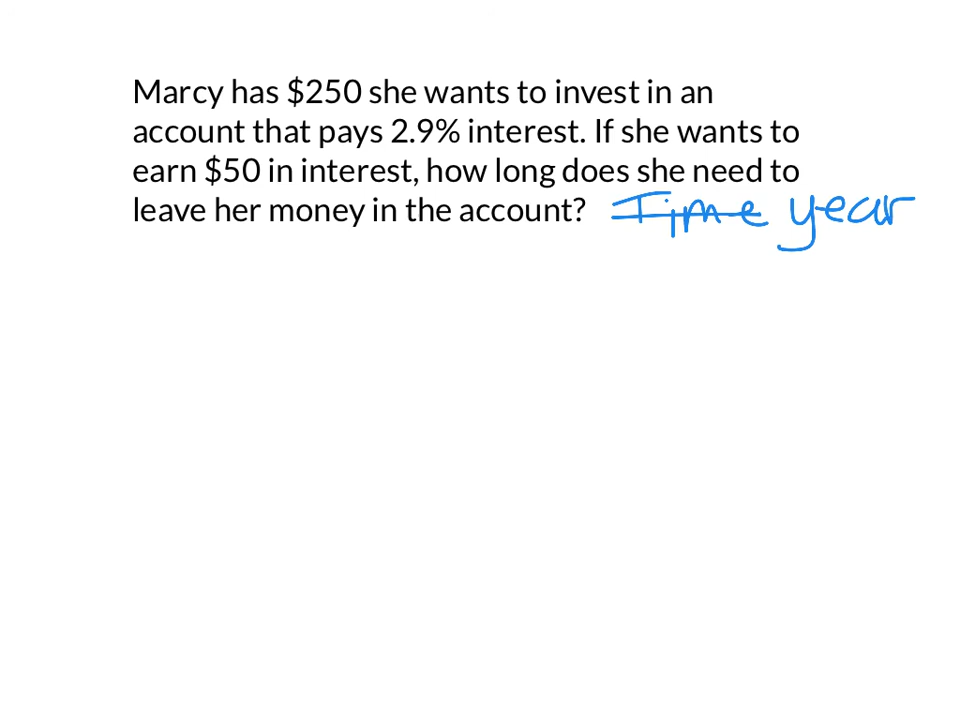 Marcy has $250 she wants to invest in an
account that pays 2.9% interest. If she wants to
earn $50 in interest, how long does she need to
leave her money in the account? Time year